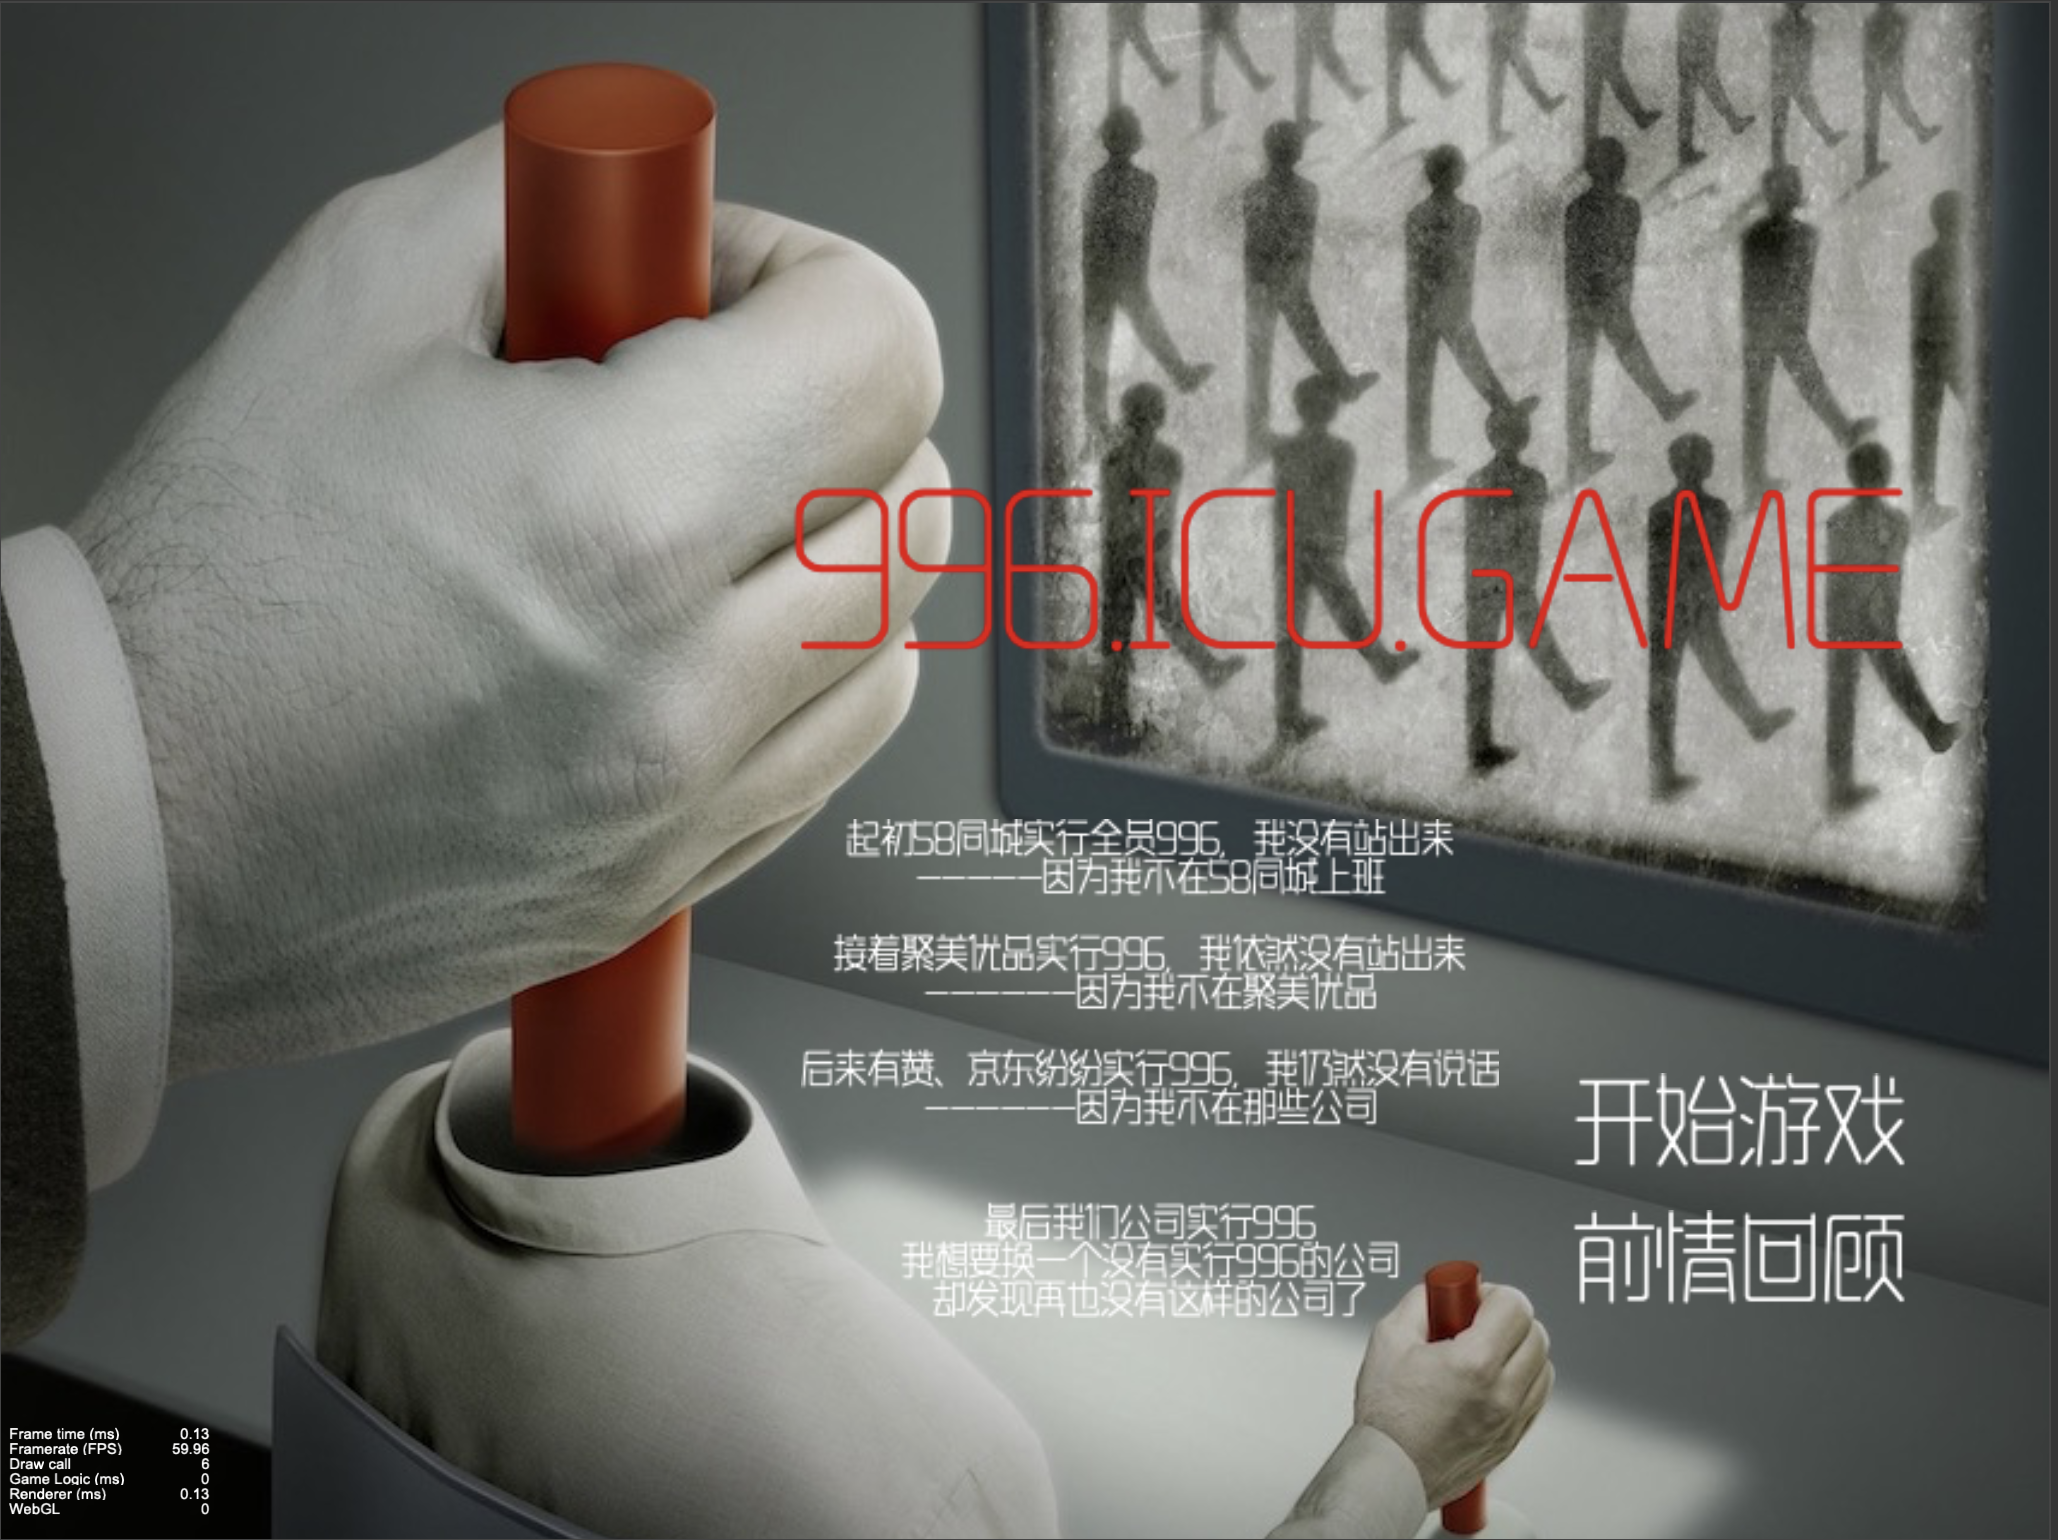 996.ICU.GAME
起初58同城实行全员996，我没有站出来
—————因为我不在58同城上班
接着聚美优品实行996，我依然没有站出来
——————因为我不在聚美优品
后来有赞、京东纷纷实行996，我仍然没有说话
——————因为我不在那些公司
最后我们公司实行996
我想要换一个没有实行996的公司
却发现再也没有这样的公司了
开始游戏
前情回顾
Frame time (ms) 0.13
Framerate (FPS) 59.96
Draw call 6
Game Logic (ms) 0
Renderer (ms) 0.13
WebGL 0